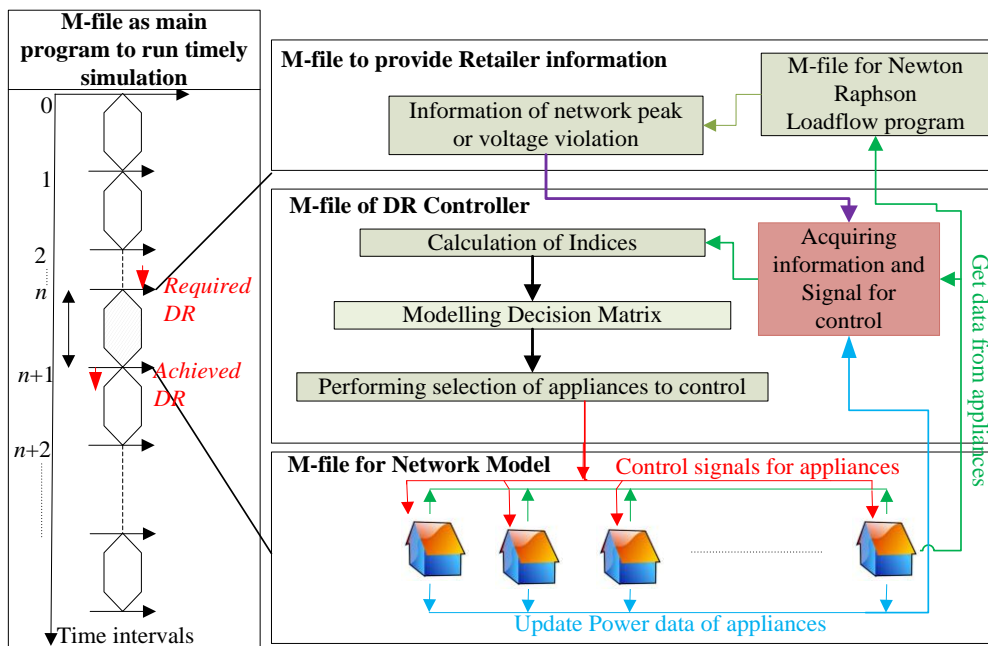 M-file as main
program to run timely
simulation
0
1
2
n
n+1
n+2
Required
DR
Achieved
DR
Time intervals
M-file to provide Retailer information
Information of network peak
or voltage violation
M-file for Newton
Raphson
Loadflow program
M-file of DR Controller
Calculation of Indices
Modelling Decision Matrix
Performing selection of appliances to control
Acquiring
information and
Signal for
control
Get data from appliances
M-file for Network Model
Control signals for appliances
Update Power data of appliances